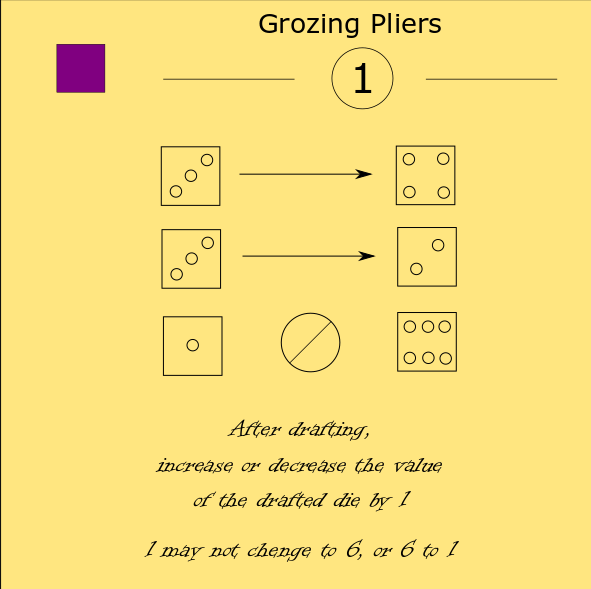 Grozing Pliers
1
After drafting,
increase or decrease the value
of the drafted die by 1
1 may not chenge to 6, or 6 to 1